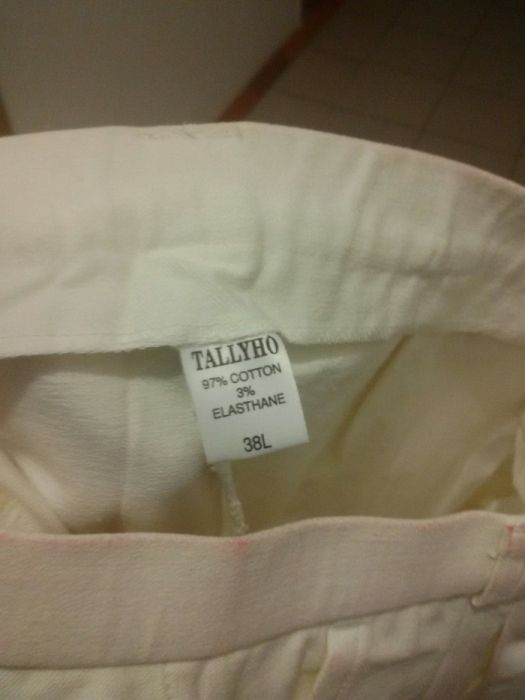 TALLYHO
97% COTTON
3%
ELASTHANE
38L